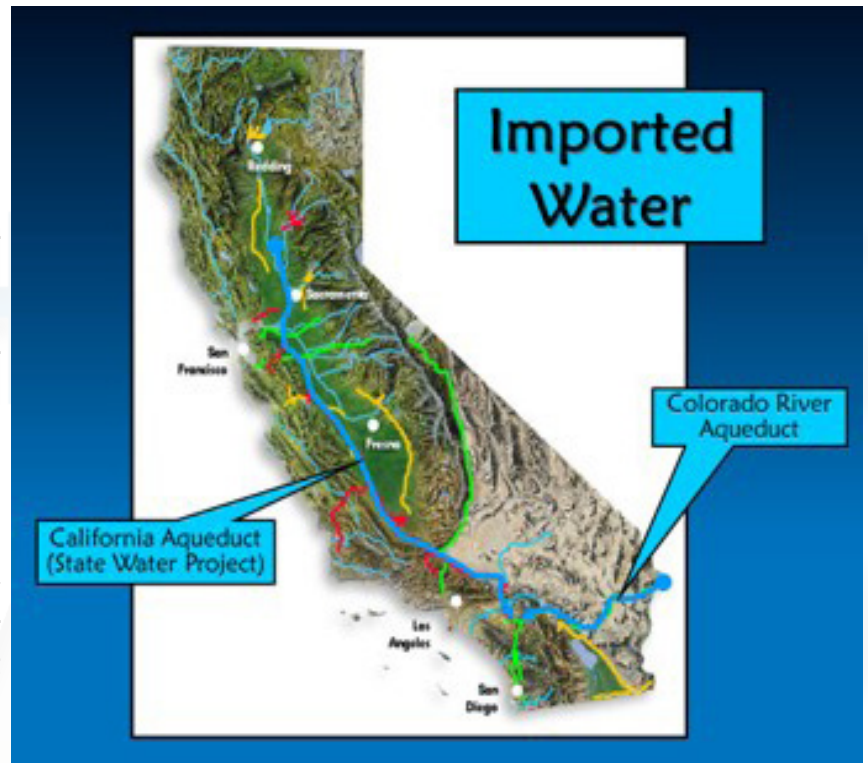 Imported
Water
Redding
Sacramento
San
Francisco
Colorado River
Aqueduct
Fresno
California Aqueduct
(State Water Project)
Los
Angeles
San
Diego